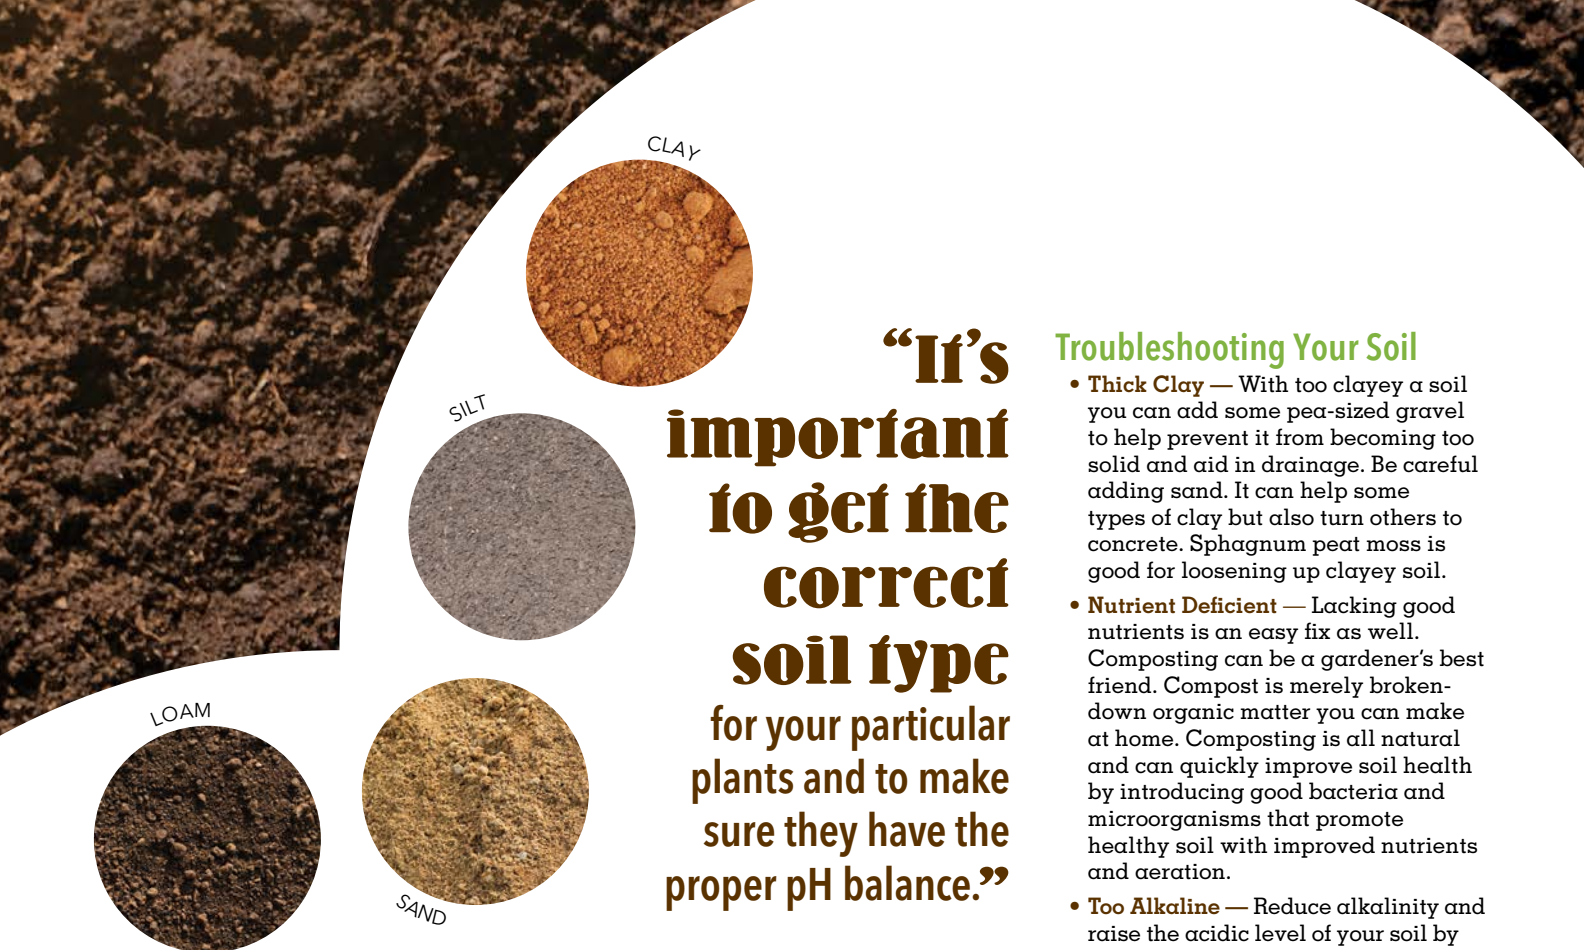 CLAY
SILT
LOAM
SAND
“It’s
important
to get the
correct
soil type
for your particular
plants and to make
sure they have the
proper pH balance.”
Troubleshooting Your Soil
• Thick Clay — With too clayey a soil
you can add some pea-sized gravel
to help prevent it from becoming too
solid and aid in drainage. Be careful
adding sand. It can help some
types of clay but also turn others to
concrete. Sphagnum peat moss is
good for loosening up clayey soil.
• Nutrient Deficient — Lacking good
nutrients is an easy fix as well.
Composting can be a gardener’s best
friend. Compost is merely broken-
down organic matter you can make
at home. Composting is all natural
and can quickly improve soil health
by introducing good bacteria and
microorganisms that promote
healthy soil with improved nutrients
and aeration.
• Too Alkaline — Reduce alkalinity and
raise the acidic level of your soil by